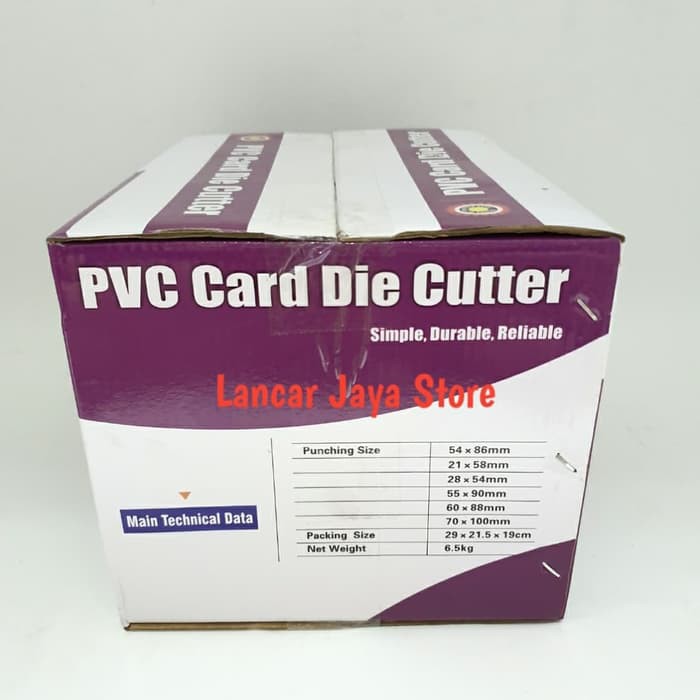 PVC Card Die Cutter
PVC Card Die Cutter
PVC Card Die Cutter
Simple, Durable, Reliable
Lancar Jaya Store
Main Technical Data
Punching Size 54 × 86mm
21 × 58mm
28 × 54mm
55 × 90mm
60 × 88mm
70 × 100mm
Packing Size 29 × 21.5 × 19cm
Net Weight 6.5kg